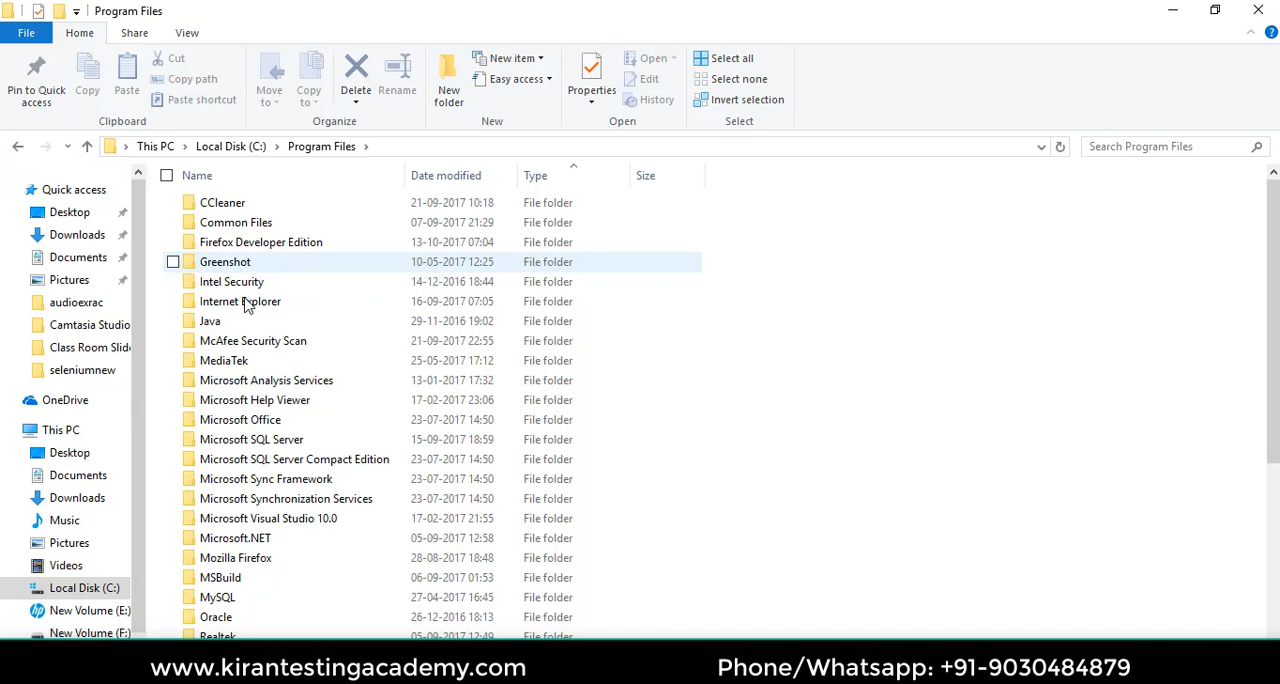 Program Files
File Home Share View
Pin to Quick access
Copy
Paste
Cut
Copy path
Paste shortcut
Clipboard
Move to
Copy to
Delete
Rename
Organize
New folder
New item
Easy access
New
Properties
Open
Edit
History
Open
Select all
Select none
Invert selection
Select
This PC › Local Disk (C:) › Program Files ›
Search Program Files
Quick access
Desktop
Downloads
Documents
Pictures
audioexrac
Camtasia Studio
Class Room Slid
seleniumnew
OneDrive
This PC
Desktop
Documents
Downloads
Music
Pictures
Videos
Local Disk (C:)
New Volume (E:)
New Volume (F:)
Name Date modified Type Size
CCleaner 21-09-2017 10:18 File folder
Common Files 07-09-2017 21:29 File folder
Firefox Developer Edition 13-10-2017 07:04 File folder
Greenshot 10-05-2017 12:25 File folder
Intel Security 14-12-2016 18:44 File folder
Internet Explorer 16-09-2017 07:05 File folder
Java 29-11-2016 19:02 File folder
McAfee Security Scan 21-09-2017 22:55 File folder
MediaTek 25-05-2017 17:12 File folder
Microsoft Analysis Services 13-01-2017 17:32 File folder
Microsoft Help Viewer 17-02-2017 23:06 File folder
Microsoft Office 23-07-2017 14:50 File folder
Microsoft SQL Server 15-09-2017 18:59 File folder
Microsoft SQL Server Compact Edition 23-07-2017 14:50 File folder
Microsoft Sync Framework 23-07-2017 14:50 File folder
Microsoft Synchronization Services 23-07-2017 14:50 File folder
Microsoft Visual Studio 10.0 17-02-2017 21:55 File folder
Microsoft.NET 05-09-2017 12:58 File folder
Mozilla Firefox 28-08-2017 18:48 File folder
MSBuild 06-09-2017 01:53 File folder
MySQL 27-04-2017 16:45 File folder
Oracle 26-12-2016 18:13 File folder
Realtek 05-09-2017 12:49 File folder
www.kirantestingacademy.com Phone/Whatsapp: +91-9030484879